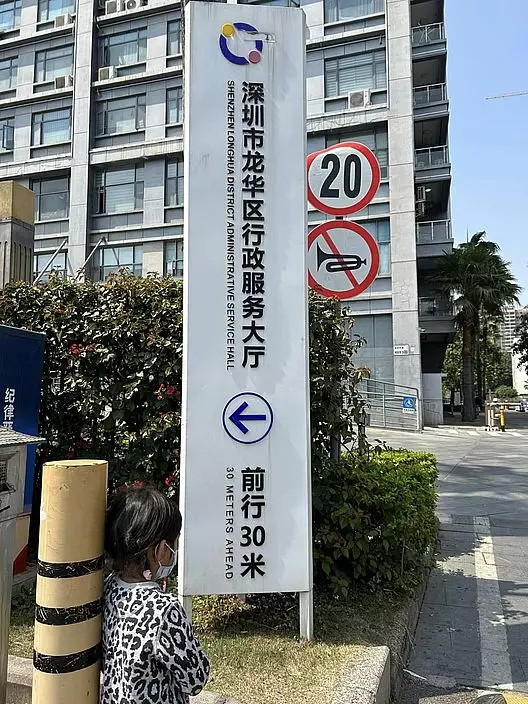 深圳市龙华区行政服务大厅
SHENZHEN LONGHUA DISTRICT ADMINISTRATIVE SERVICE HALL
前行30米
30 METERS AHEAD
20
纪律